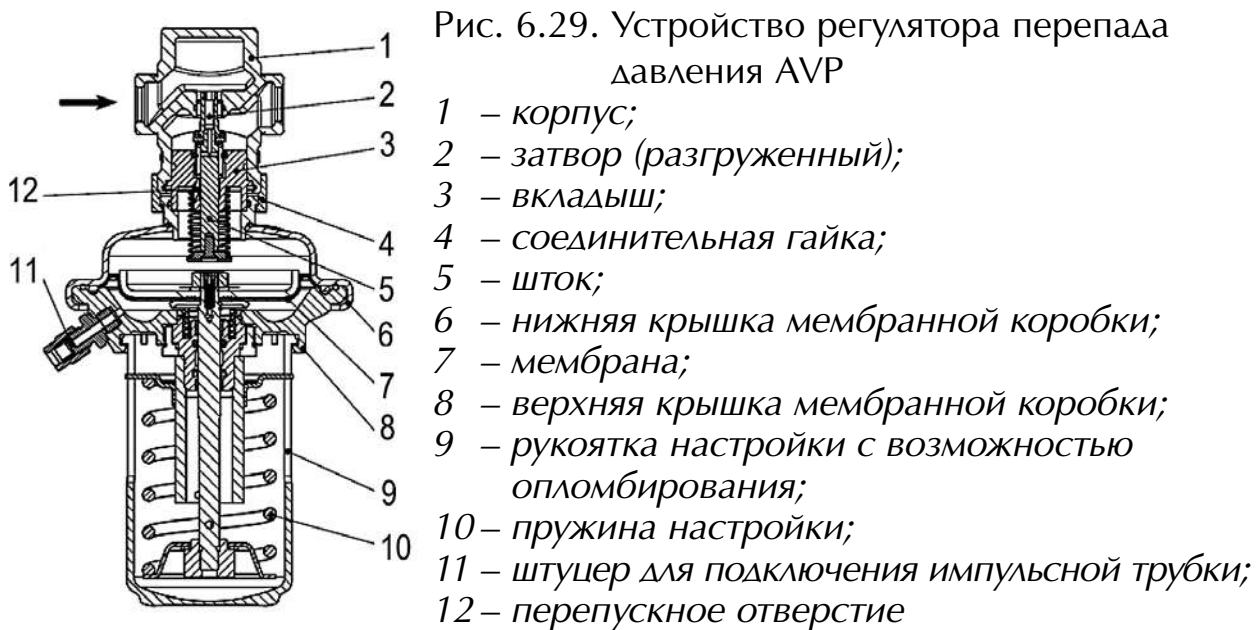 Рис. 6.29. Устройство регулятора перепада
давления AVP
1 – корпус;
2 – затвор (разгруженный);
3 – вкладыш;
4 – соединительная гайка;
5 – шток;
6 – нижняя крышка мембранной коробки;
7 – мембрана;
8 – верхняя крышка мембранной коробки;
9 – рукоятка настройки с возможностью
опломбирования;
10 – пружина настройки;
11 – штуцер для подключения импульсной трубки;
12 – перепускное отверстие
1
2
3
12
4
11
5
6
7
8
9
10